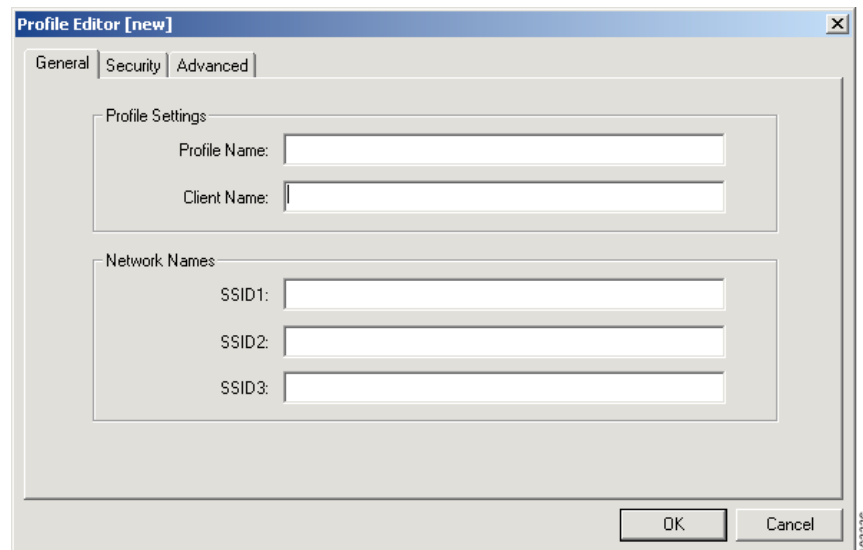 Profile Editor [new]
General Security Advanced
Profile Settings
Profile Name:
Client Name:
Network Names
SSID1:
SSID2:
SSID3:
OK Cancel